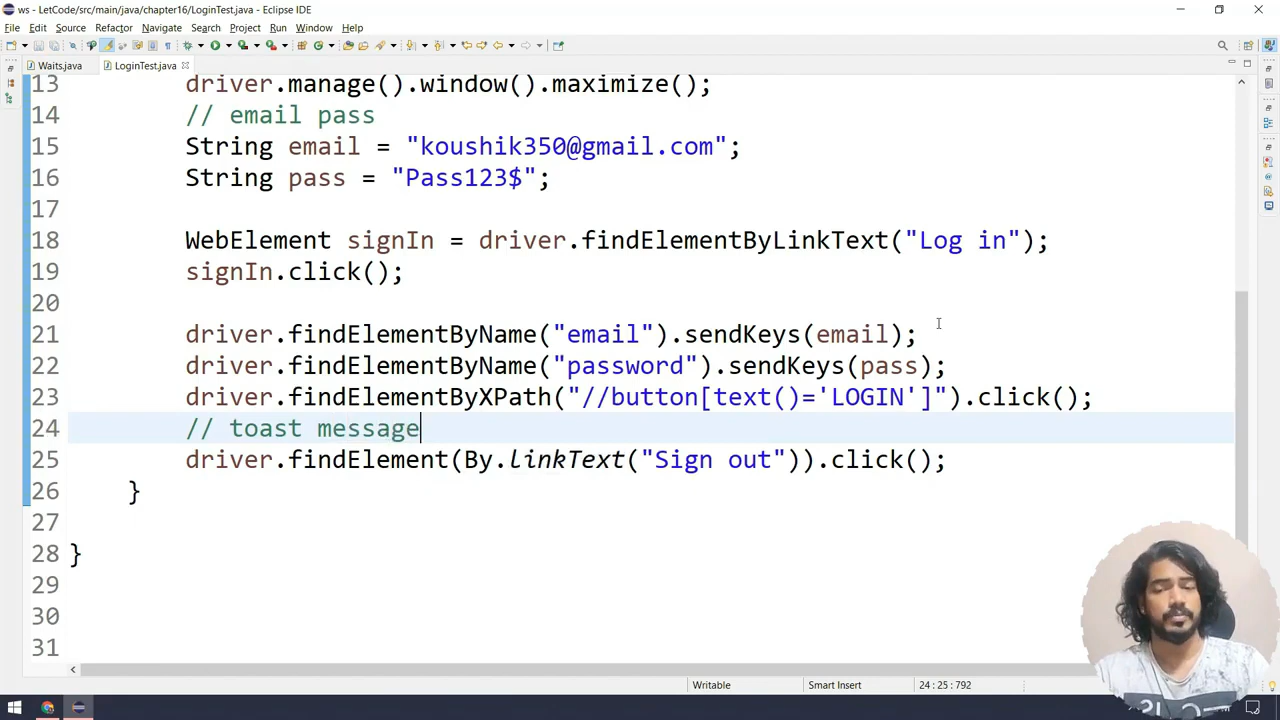 ws - LetCode/src/main/java/chapter16/LoginTest.java - Eclipse IDE
File Edit Source Refactor Navigate Search Project Run Window Help
Waits.java LoginTest.java
13 driver.manage().window().maximize();
14 // email pass
15 String email = "koushik350@gmail.com";
16 String pass = "Pass123$";
17
18 WebElement signIn = driver.findElementByLinkText("Log in");
19 signIn.click();
20
21 driver.findElementByName("email").sendKeys(email);
22 driver.findElementByName("password").sendKeys(pass);
23 driver.findElementByXPath("//button[text()='LOGIN']").click();
24 // toast message
25 driver.findElement(By.linkText("Sign out")).click();
26 }
27
28 }
29
30
31
Writable Smart Insert 24 : 25 : 792